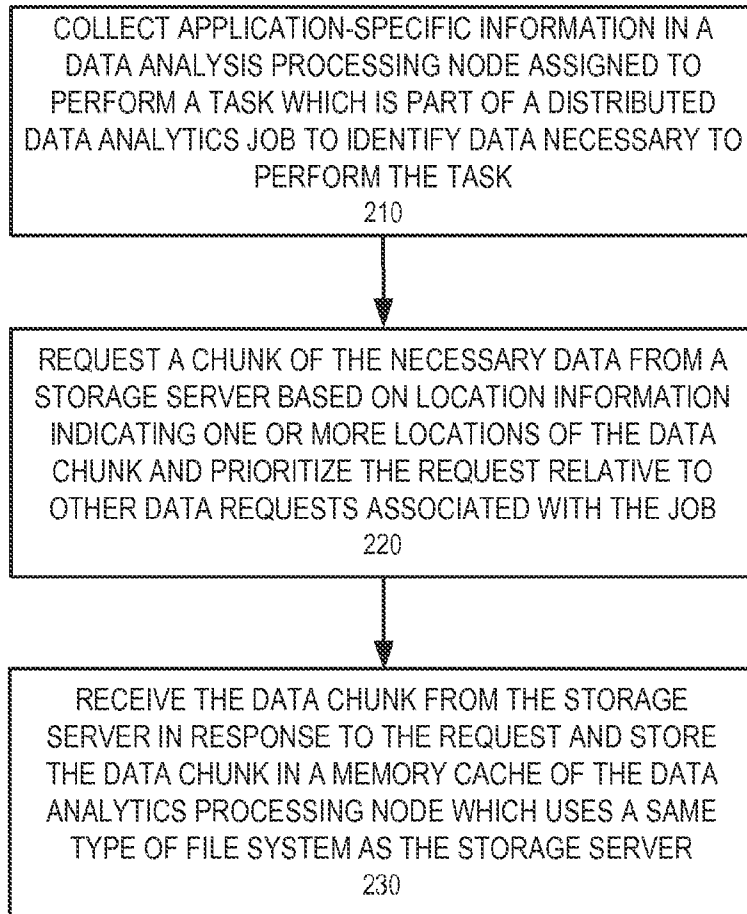 COLLECT APPLICATION-SPECIFIC INFORMATION IN A
DATA ANALYSIS PROCESSING NODE ASSIGNED TO
PERFORM A TASK WHICH IS PART OF A DISTRIBUTED
DATA ANALYTICS JOB TO IDENTIFY DATA NECESSARY TO
PERFORM THE TASK
210
REQUEST A CHUNK OF THE NECESSARY DATA FROM A
STORAGE SERVER BASED ON LOCATION INFORMATION
INDICATING ONE OR MORE LOCATIONS OF THE DATA
CHUNK AND PRIORITIZE THE REQUEST RELATIVE TO
OTHER DATA REQUESTS ASSOCIATED WITH THE JOB
220
RECEIVE THE DATA CHUNK FROM THE STORAGE
SERVER IN RESPONSE TO THE REQUEST AND STORE
THE DATA CHUNK IN A MEMORY CACHE OF THE DATA
ANALYTICS PROCESSING NODE WHICH USES A SAME
TYPE OF FILE SYSTEM AS THE STORAGE SERVER
230